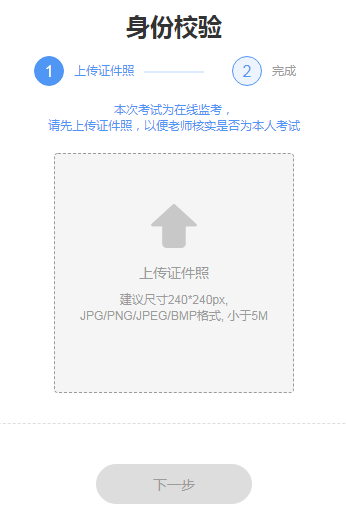 身份校验
1 上传证件照 2 完成
本次考试为在线监考，
请先上传证件照，以便老师核实是否为本人考试
上传证件照
建议尺寸240*240px,
JPG/PNG/JPEG/BMP格式, 小于5M
下一步